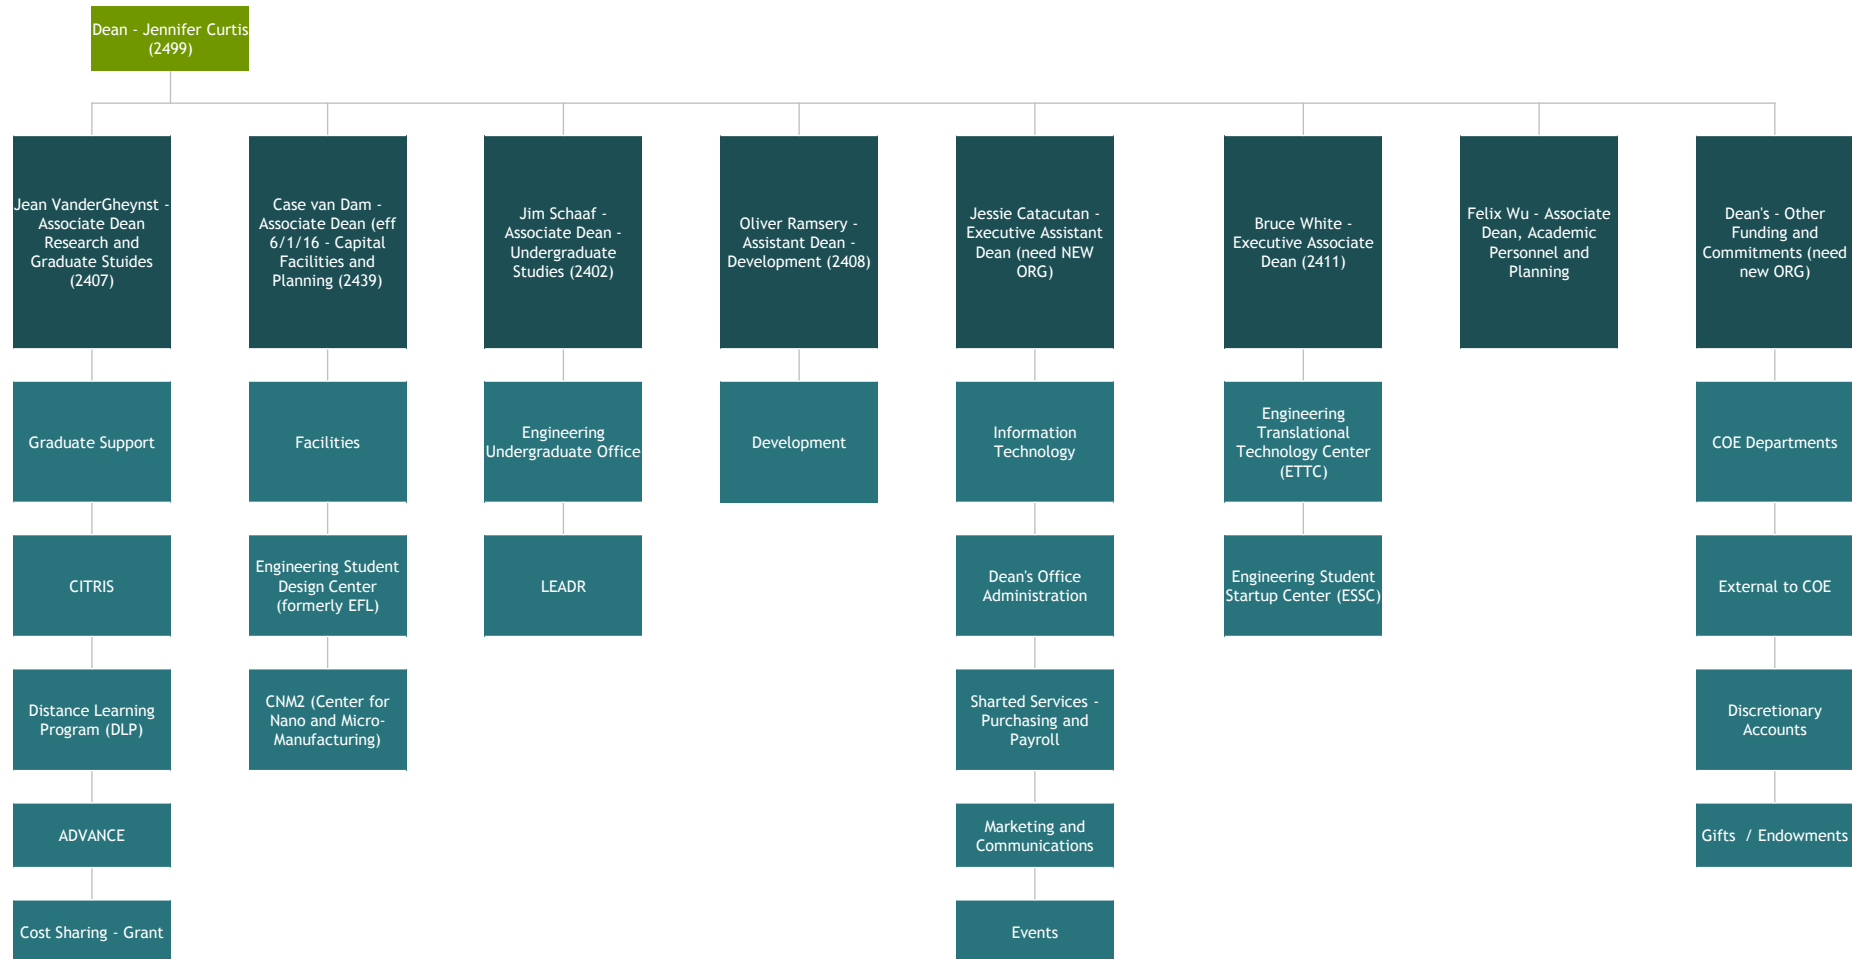 Dean - Jennifer Curtis
(2499)
Jean VanderGheynst -
Associate Dean
Research and
Graduate Stuides
(2407)
Case van Dam -
Associate Dean (eff
6/1/16 - Capital
Facilities and
Planning (2439)
Jim Schaaf -
Associate Dean -
Undergraduate
Studies (2402)
Oliver Ramsery -
Assistant Dean -
Development (2408)
Jessie Catacutan -
Executive Assistant
Dean (need NEW
ORG)
Bruce White -
Executive Associate
Dean (2411)
Felix Wu - Associate
Dean, Academic
Personnel and
Planning
Dean's - Other
Funding and
Commitments (need
new ORG)
Graduate Support
Facilities
Engineering
Undergraduate Office
Development
Information
Technology
Engineering
Translational
Technology Center
(ETTC)
COE Departments
CITRIS
Engineering Student
Design Center
(formerly EFL)
LEADR
Dean's Office
Administration
Engineering Student
Startup Center (ESSC)
External to COE
Distance Learning
Program (DLP)
CNM2 (Center for
Nano and Micro-
Manufacturing)
Sharted Services -
Purchasing and
Payroll
Discretionary
Accounts
ADVANCE
Marketing and
Communications
Gifts  / Endowments
Cost Sharing - Grant
Events